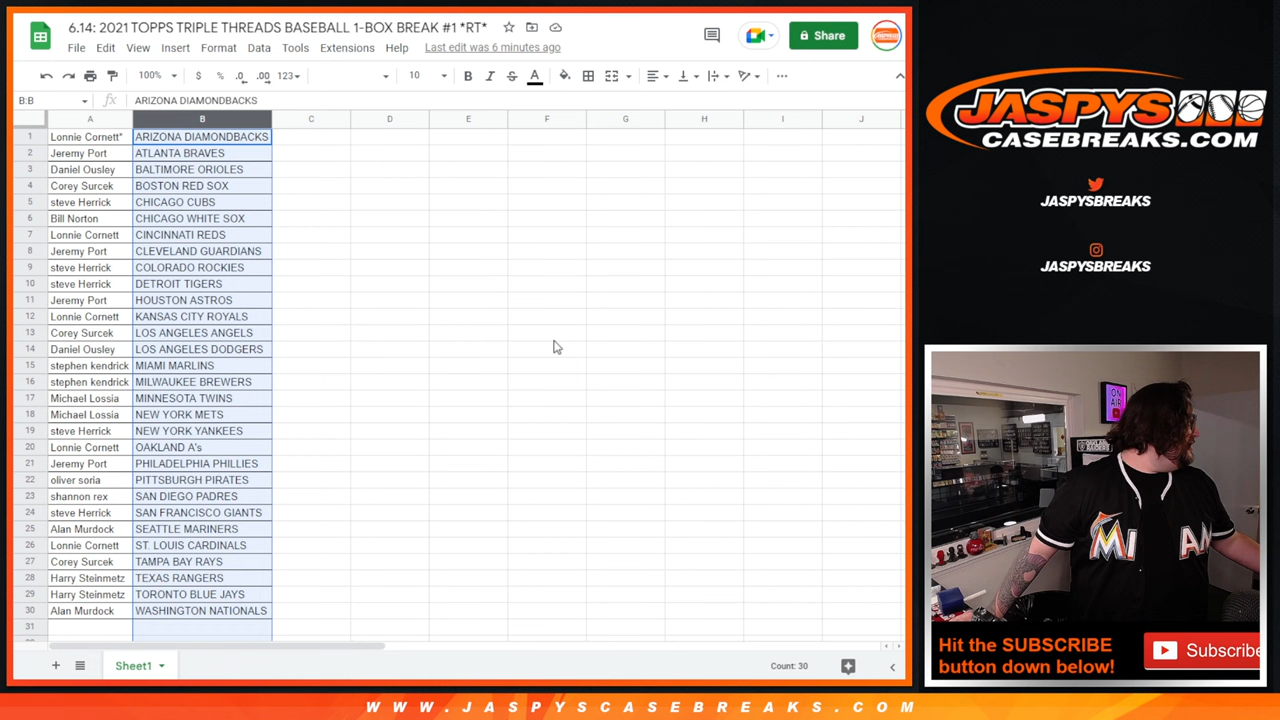 6.14: 2021 TOPPS TRIPLE THREADS BASEBALL 1-BOX BREAK #1 *RT*
File Edit View Insert Format Data Tools Extensions Help Last edit was 6 minutes ago
Share
100% $ % .0 .00 123 10 B I S A
B:B fx ARIZONA DIAMONDBACKS
A B C D E F G H I J
1 Lonnie Cornett* ARIZONA DIAMONDBACKS
2 Jeremy Port ATLANTA BRAVES
3 Daniel Ousley BALTIMORE ORIOLES
4 Corey Surcek BOSTON RED SOX
5 steve Herrick CHICAGO CUBS
6 Bill Norton CHICAGO WHITE SOX
7 Lonnie Cornett CINCINNATI REDS
8 Jeremy Port CLEVELAND GUARDIANS
9 steve Herrick COLORADO ROCKIES
10 steve Herrick DETROIT TIGERS
11 Jeremy Port HOUSTON ASTROS
12 Lonnie Cornett KANSAS CITY ROYALS
13 Corey Surcek LOS ANGELES ANGELS
14 Daniel Ousley LOS ANGELES DODGERS
15 stephen kendrick MIAMI MARLINS
16 stephen kendrick MILWAUKEE BREWERS
17 Michael Lossia MINNESOTA TWINS
18 Michael Lossia NEW YORK METS
19 steve Herrick NEW YORK YANKEES
20 Lonnie Cornett OAKLAND A's
21 Jeremy Port PHILADELPHIA PHILLIES
22 oliver soria PITTSBURGH PIRATES
23 shannon rex SAN DIEGO PADRES
24 steve Herrick SAN FRANCISCO GIANTS
25 Alan Murdock SEATTLE MARINERS
26 Lonnie Cornett ST. LOUIS CARDINALS
27 Corey Surcek TAMPA BAY RAYS
28 Harry Steinmetz TEXAS RANGERS
29 Harry Steinmetz TORONTO BLUE JAYS
30 Alan Murdock WASHINGTON NATIONALS
31
Sheet1
Count: 30
JASPYS
CASEBREAKS.COM
JASPYSBREAKS
JASPYSBREAKS
ON AIR
MI AM
Hit the SUBSCRIBE
button down below!
Subscribe
WWW.JASPYSCASEBREAKS.COM